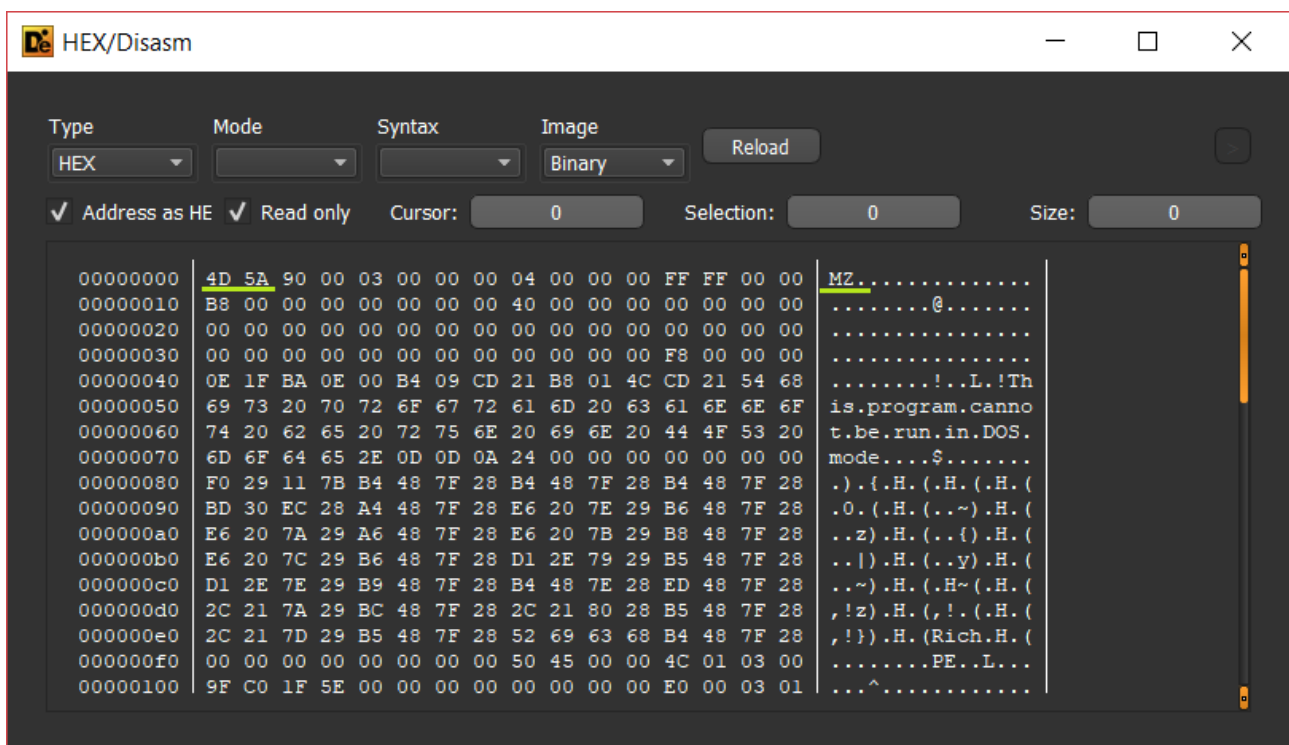 De HEX/Disasm
Type Mode Syntax Image
HEX Binary Reload >
Address as HE Read only Cursor: 0 Selection: 0 Size: 0
00000000 4D 5A 90 00 03 00 00 00 04 00 00 00 FF FF 00 00 MZ..............
00000010 B8 00 00 00 00 00 00 00 40 00 00 00 00 00 00 00 ........@.......
00000020 00 00 00 00 00 00 00 00 00 00 00 00 00 00 00 00 ................
00000030 00 00 00 00 00 00 00 00 00 00 00 00 F8 00 00 00 ................
00000040 0E 1F BA 0E 00 B4 09 CD 21 B8 01 4C CD 21 54 68 ........!..L.!Th
00000050 69 73 20 70 72 6F 67 72 61 6D 20 63 61 6E 6E 6F is.program.canno
00000060 74 20 62 65 20 72 75 6E 20 69 6E 20 44 4F 53 20 t.be.run.in.DOS.
00000070 6D 6F 64 65 2E 0D 0D 0A 24 00 00 00 00 00 00 00 mode....$.......
00000080 F0 29 11 7B B4 48 7F 28 B4 48 7F 28 B4 48 7F 28 .).{.H.(.H.(.H.(
00000090 BD 30 EC 28 A4 48 7F 28 E6 20 7E 29 B6 48 7F 28 .0.(.H.(..~).H.(
000000a0 E6 20 7A 29 A6 48 7F 28 E6 20 7B 29 B8 48 7F 28 ..z).H.(..{).H.(
000000b0 E6 20 7C 29 B6 48 7F 28 D1 2E 79 29 B5 48 7F 28 ..|).H.(..y).H.(
000000c0 D1 2E 7E 29 B9 48 7F 28 B4 48 7E 28 ED 48 7F 28 ..~).H.(.H~(.H.(
000000d0 2C 21 7A 29 BC 48 7F 28 2C 21 80 28 B5 48 7F 28 ,!z).H.(,!.(.H.(
000000e0 2C 21 7D 29 B5 48 7F 28 52 69 63 68 B4 48 7F 28 ,!}).H.(Rich.H.(
000000f0 00 00 00 00 00 00 00 00 50 45 00 00 4C 01 03 00 ........PE..L...
00000100 9F C0 1F 5E 00 00 00 00 00 00 00 00 E0 00 03 01 ...^............